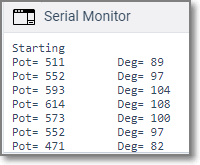 Serial Monitor
Starting
Pot= 511 Deg= 89
Pot= 552 Deg= 97
Pot= 593 Deg= 104
Pot= 614 Deg= 108
Pot= 573 Deg= 100
Pot= 552 Deg= 97
Pot= 471 Deg= 82